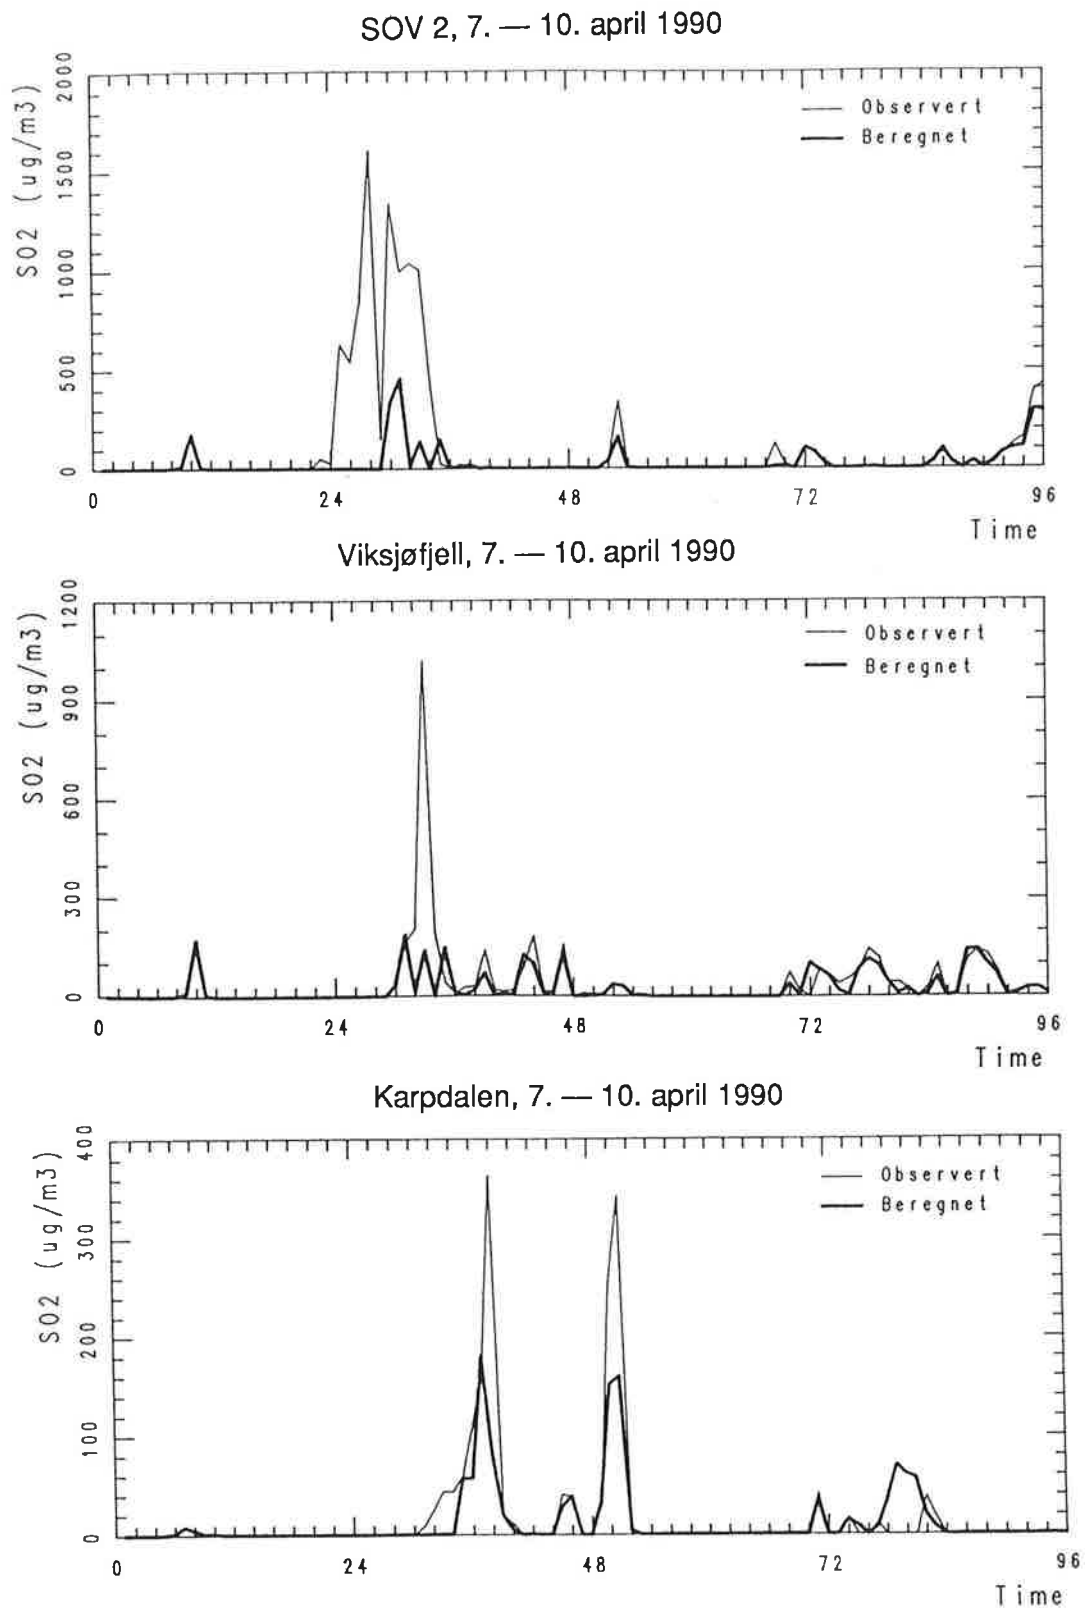 SOV 2, 7. — 10. april 1990
2000
1500
1000
500
0
SO2 (ug/m3)
Observert
Beregnet
0 24 48 72 96
Time
Viksjøfjell, 7. — 10. april 1990
1200
900
600
300
0
SO2 (ug/m3)
Observert
Beregnet
0 24 48 72 96
Time
Karpdalen, 7. — 10. april 1990
400
300
200
100
0
SO2 (ug/m3)
Observert
Beregnet
0 24 48 72 96
Time